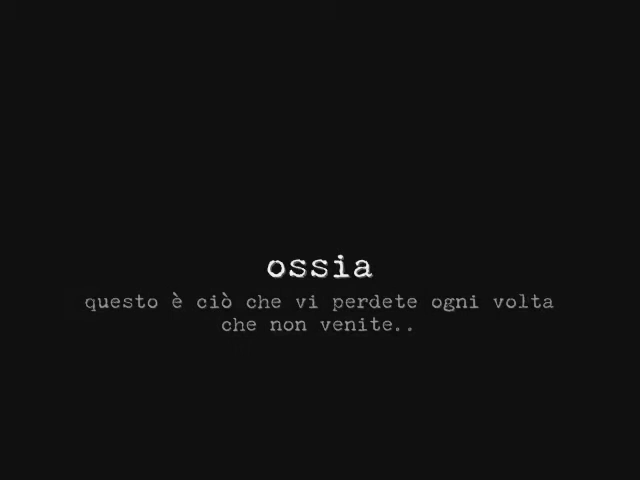 ossia
questo è ciò che vi perdete ogni volta
che non venite..